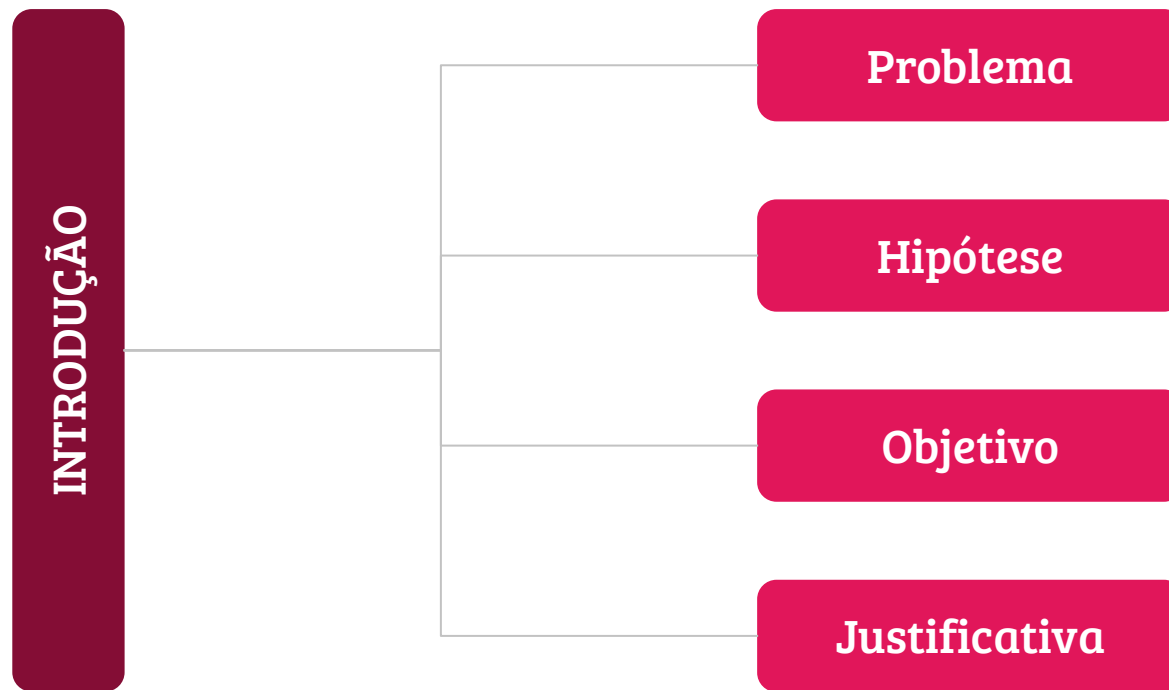 INTRODUÇÃO
Problema
Hipótese
Objetivo
Justificativa